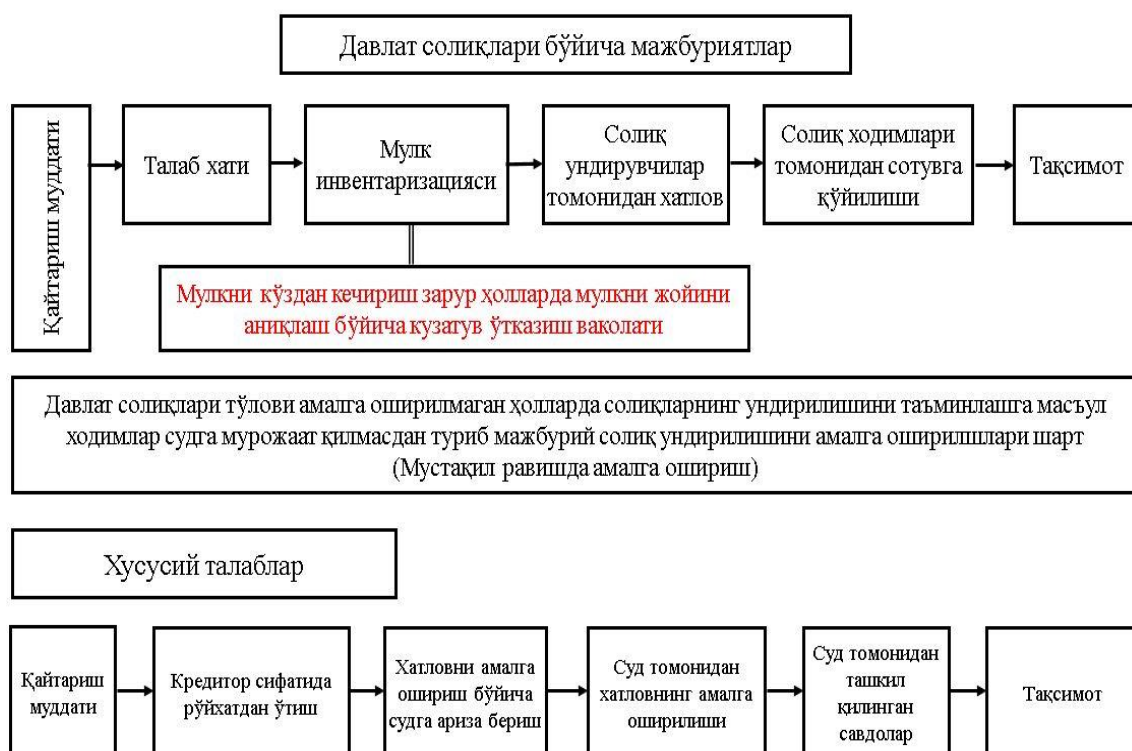 Давлат солиқлари бўйича мажбуриятлар
Қайтариш муддати
Талаб хати
Мулк
инвентаризацияси
Солиқ
ундирувчилар
томонидан хатлов
Солиқ ходимлари
томонидан сотувга
қўйилиши
Тақсимот
Мулкни кўздан кечириш зарур ҳолларда мулкни жойини
аниқлаш бўйича кузатув ўтказиш ваколати
Давлат солиқлари тўлови амалга оширилмаган ҳолларда солиқларнинг ундирилишини таъминлашга масъул
ходимлар судга мурожаат қилмасдан туриб мажбурий солиқ ундирилишини амалга оширилшлари шарт
(Мустақил равишда амалга ошириш)
Хусусий талаблар
Қайтариш
муддати
Кредитор сифатида
рўйхатдан ўтиш
Хатловни амалга
ошириш бўйича
судга ариза бериш
Суд томонидан
хатловнинг амалга
оширилиши
Суд томонидан
ташкил
қилинган
савдолар
Тақсимот